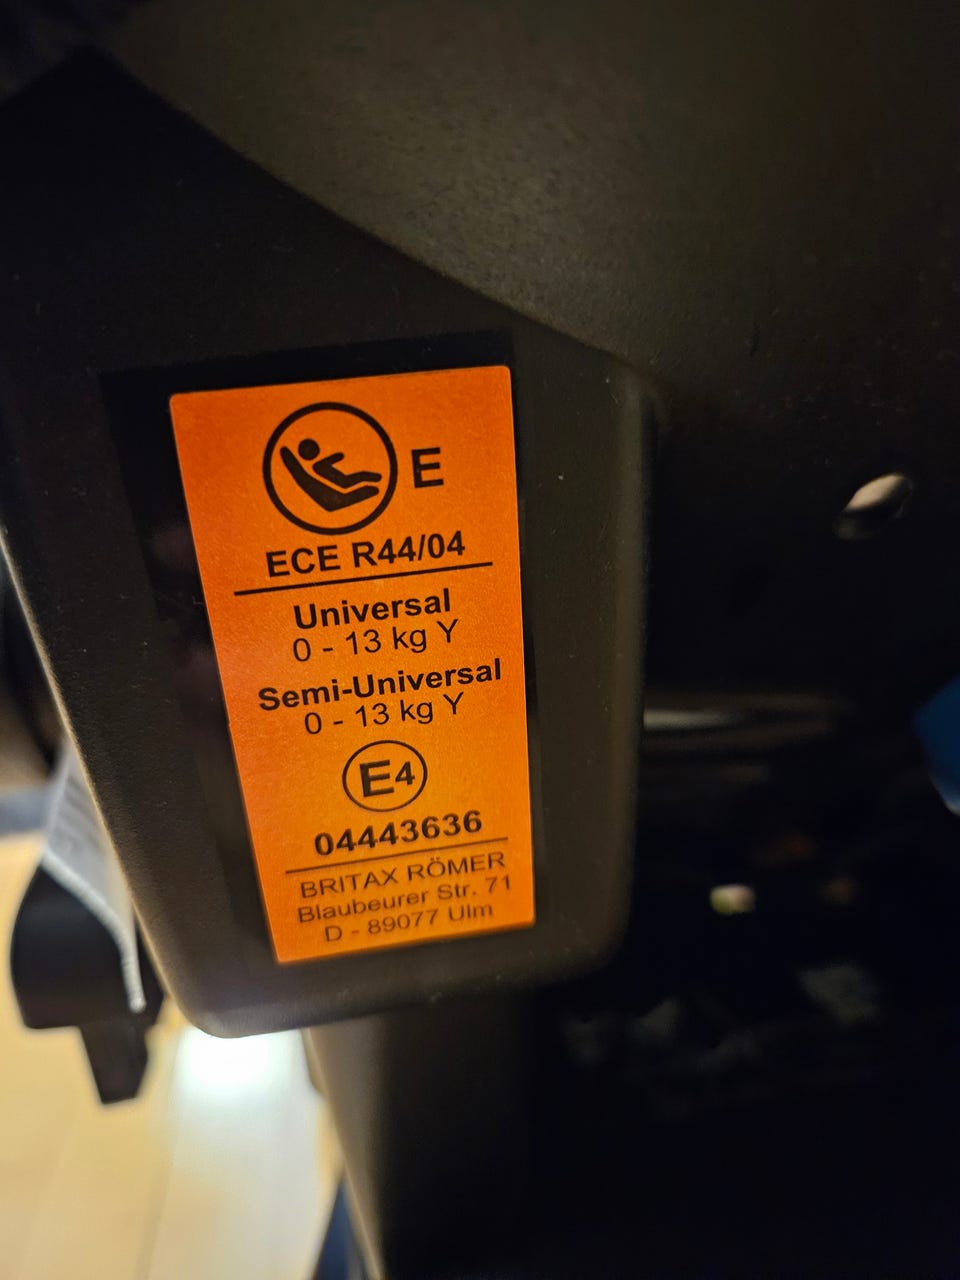 E
ECE R44/04
Universal
0 - 13 kg Y
Semi-Universal
0 - 13 kg Y
E4
04443636
BRITAX RÖMER
Blaubeurer Str. 71
D - 89077 Ulm